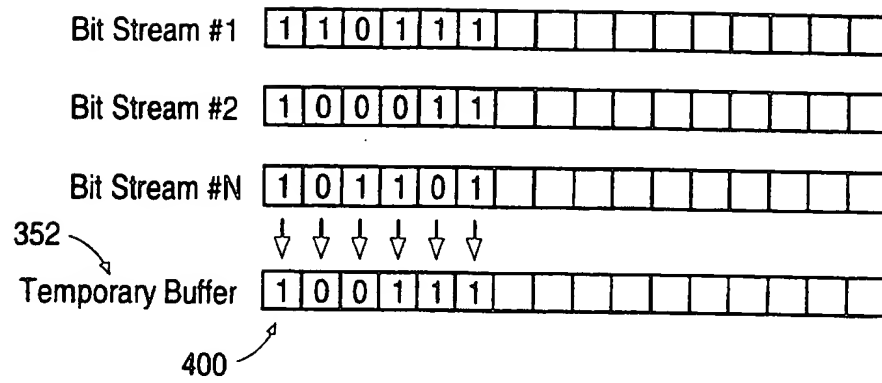 Bit Stream #1 1 1 0 1 1 1
Bit Stream #2 1 0 0 0 1 1
Bit Stream #N 1 0 1 1 0 1
352
Temporary Buffer 1 0 0 1 1 1
400